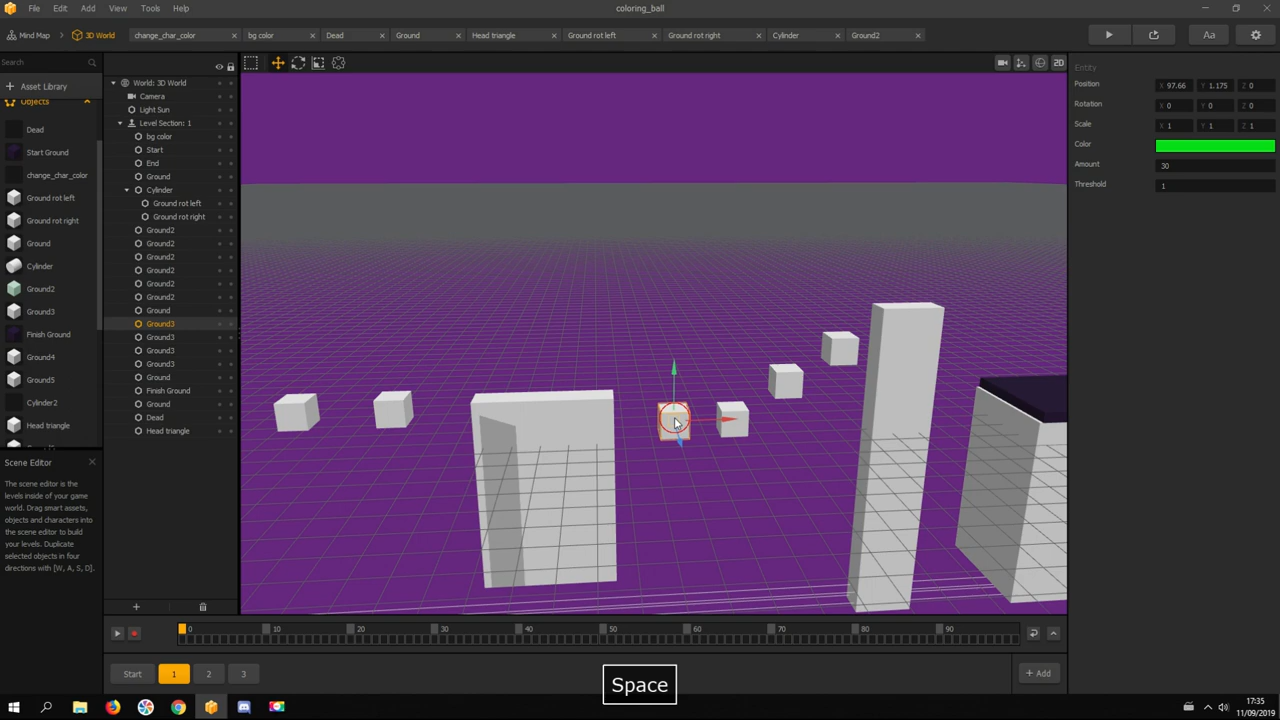 File Edit Add View Tools Help
coloring_ball
Mind Map
3D World
change_char_color
bg color
Dead
Ground
Head triangle
Ground rot left
Ground rot right
Cylinder
Ground2
Aa
Search
Asset Library
Objects
Dead
Start Ground
change_char_color
Ground rot left
Ground rot right
Ground
Cylinder
Ground2
Ground3
Finish Ground
Ground4
Ground5
Cylinder2
Head triangle
Scene Editor
The scene editor is the
levels inside of your game
world. Drag smart assets,
objects and characters into
the scene editor to build
your levels. Duplicate
selected objects in four
directions with [W, A, S, D].
World: 3D World
Camera
Light Sun
Level Section: 1
bg color
Start
End
Ground
Cylinder
Ground rot left
Ground rot right
Ground2
Ground2
Ground2
Ground2
Ground2
Ground2
Ground
Ground3
Ground3
Ground3
Ground3
Ground
Finish Ground
Ground
Dead
Head triangle
2D
Entity
Position X 97.66 Y 1.175 Z 0
Rotation X 0 Y 0 Z 0
Scale X 1 Y 1 Z 1
Color
Amount 30
Threshold 1
0 10 20 30 40 50 60 70 80 90
Start 1 2 3
+ Add
Space
17:35
11/09/2019